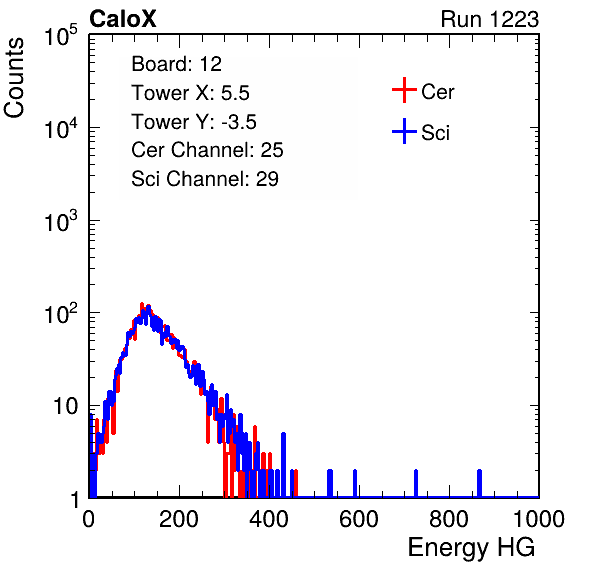 CaloX
Run 1223
Counts
10^5
10^4
10^3
10^2
10
1
Board: 12
Tower X: 5.5
Tower Y: -3.5
Cer Channel: 25
Sci Channel: 29
Cer
Sci
0 200 400 600 800 1000
Energy HG